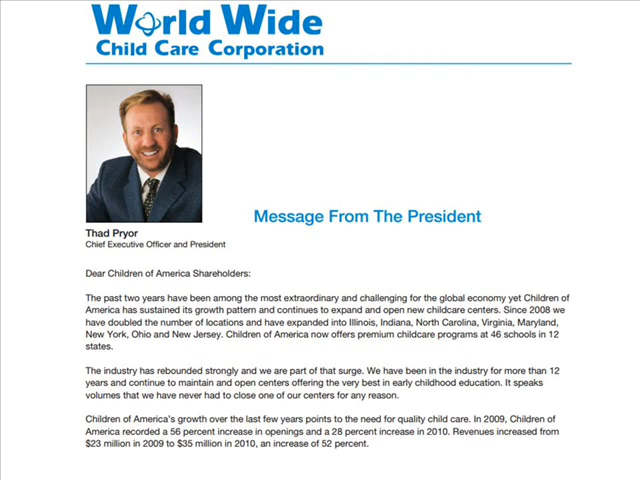 World Wide
Child Care Corporation
Message From The President
Thad Pryor
Chief Executive Officer and President
Dear Children of America Shareholders:
The past two years have been among the most extraordinary and challenging for the global economy yet Children of
America has sustained its growth pattern and continues to expand and open new childcare centers. Since 2008 we
have doubled the number of locations and have expanded into Illinois, Indiana, North Carolina, Virginia, Maryland,
New York, Ohio and New Jersey. Children of America now offers premium childcare programs at 46 schools in 12
states.
The industry has rebounded strongly and we are part of that surge. We have been in the industry for more than 12
years and continue to maintain and open centers offering the very best in early childhood education. It speaks
volumes that we have never had to close one of our centers for any reason.
Children of America's growth over the last few years points to the need for quality child care. In 2009, Children of
America recorded a 56 percent increase in openings and a 28 percent increase in 2010. Revenues increased from
$23 million in 2009 to $35 million in 2010, an increase of 52 percent.